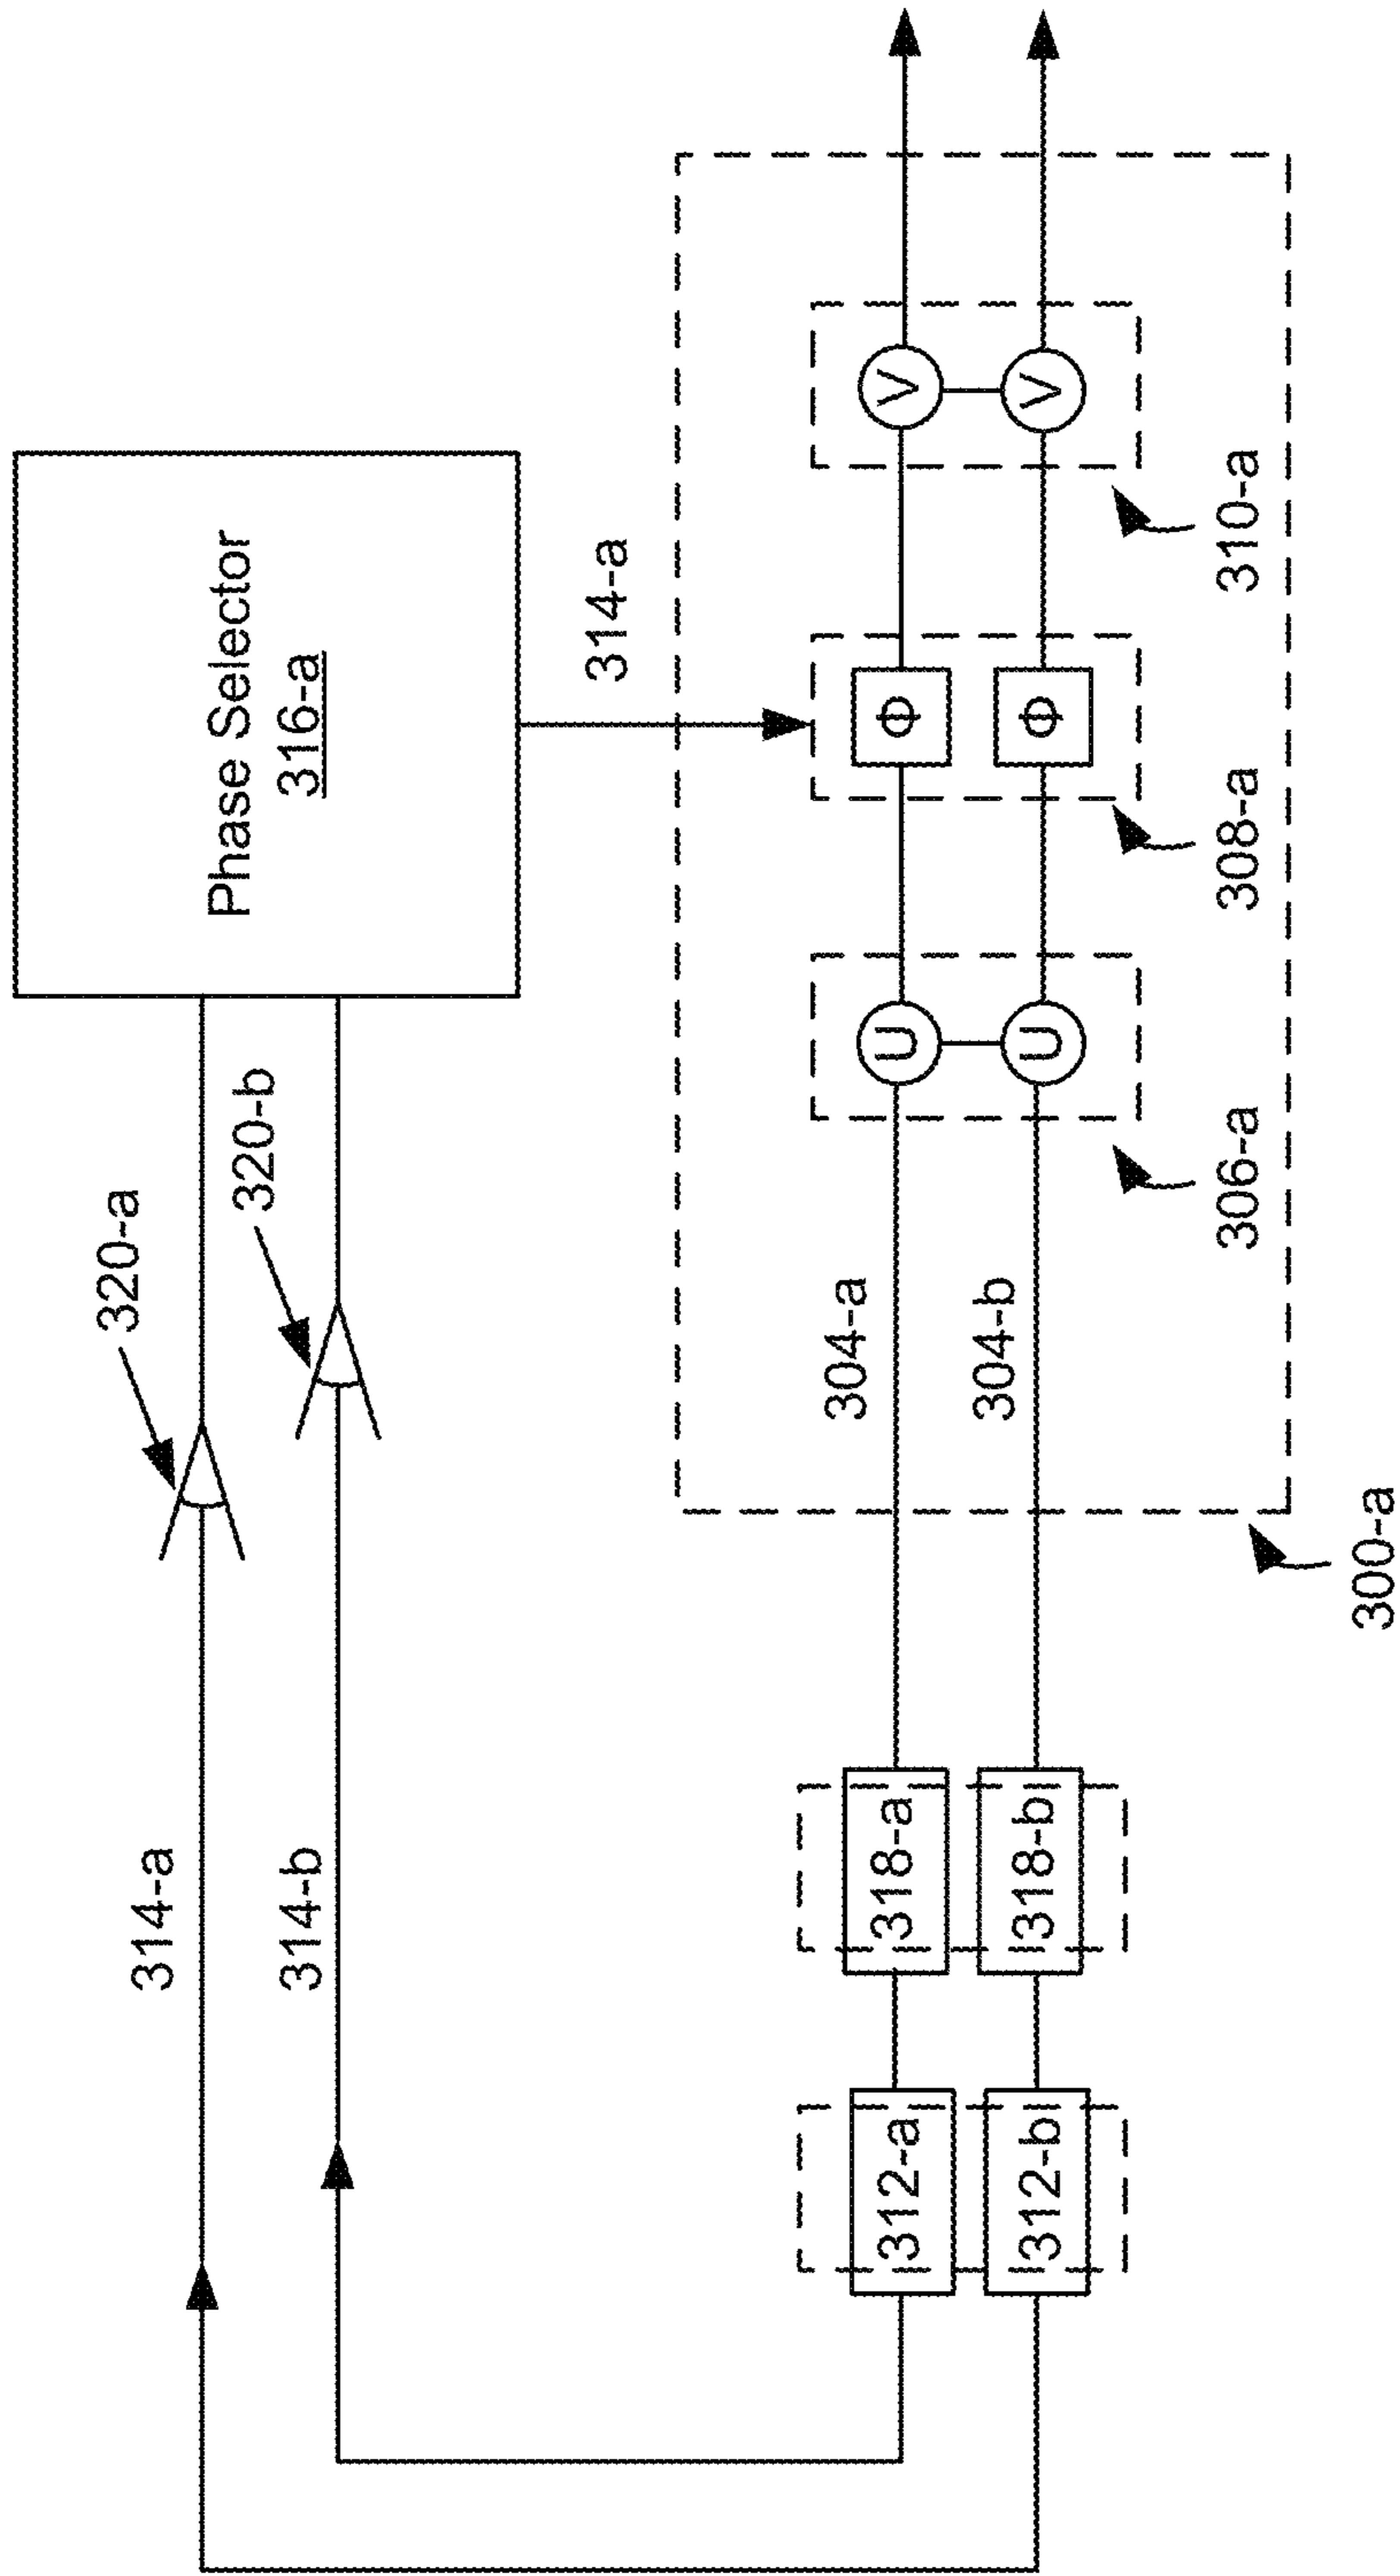 Phase Selector
316-a
320-a
320-b
314-a
314-b
314-a
304-a
304-b
U
U
Φ
Φ
V
V
306-a
308-a
310-a
300-a
312-a
312-b
318-a
318-b